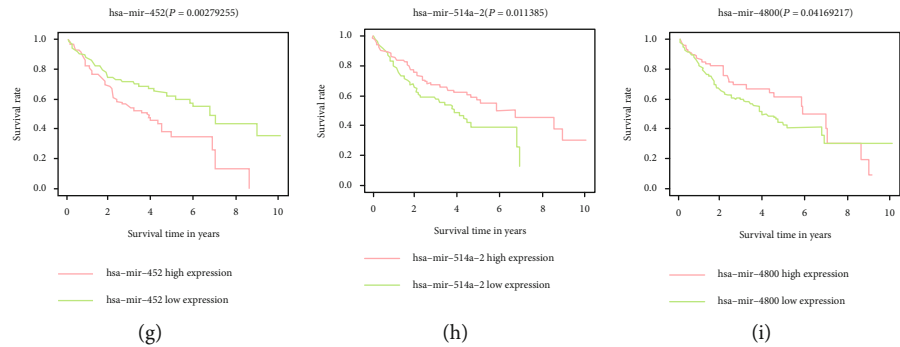 hsa–mir–452(P = 0.00279255)
1.0
0.8
0.6
0.4
0.2
0.0
Survival rate
0 2 4 6 8 10
Survival time in years
hsa–mir–452 high expression
hsa–mir–452 low expression
(g)
hsa–mir–514a–2(P = 0.011385)
1.0
0.8
0.6
0.4
0.2
0.0
Survival rate
0 2 4 6 8 10
Survival time in years
hsa–mir–514a–2 high expression
hsa–mir–514a–2 low expression
(h)
hsa–mir–4800(P = 0.04169217)
1.0
0.8
0.6
0.4
0.2
0.0
Survival rate
0 2 4 6 8 10
Survival time in years
hsa–mir–4800 high expression
hsa–mir–4800 low expression
(i)